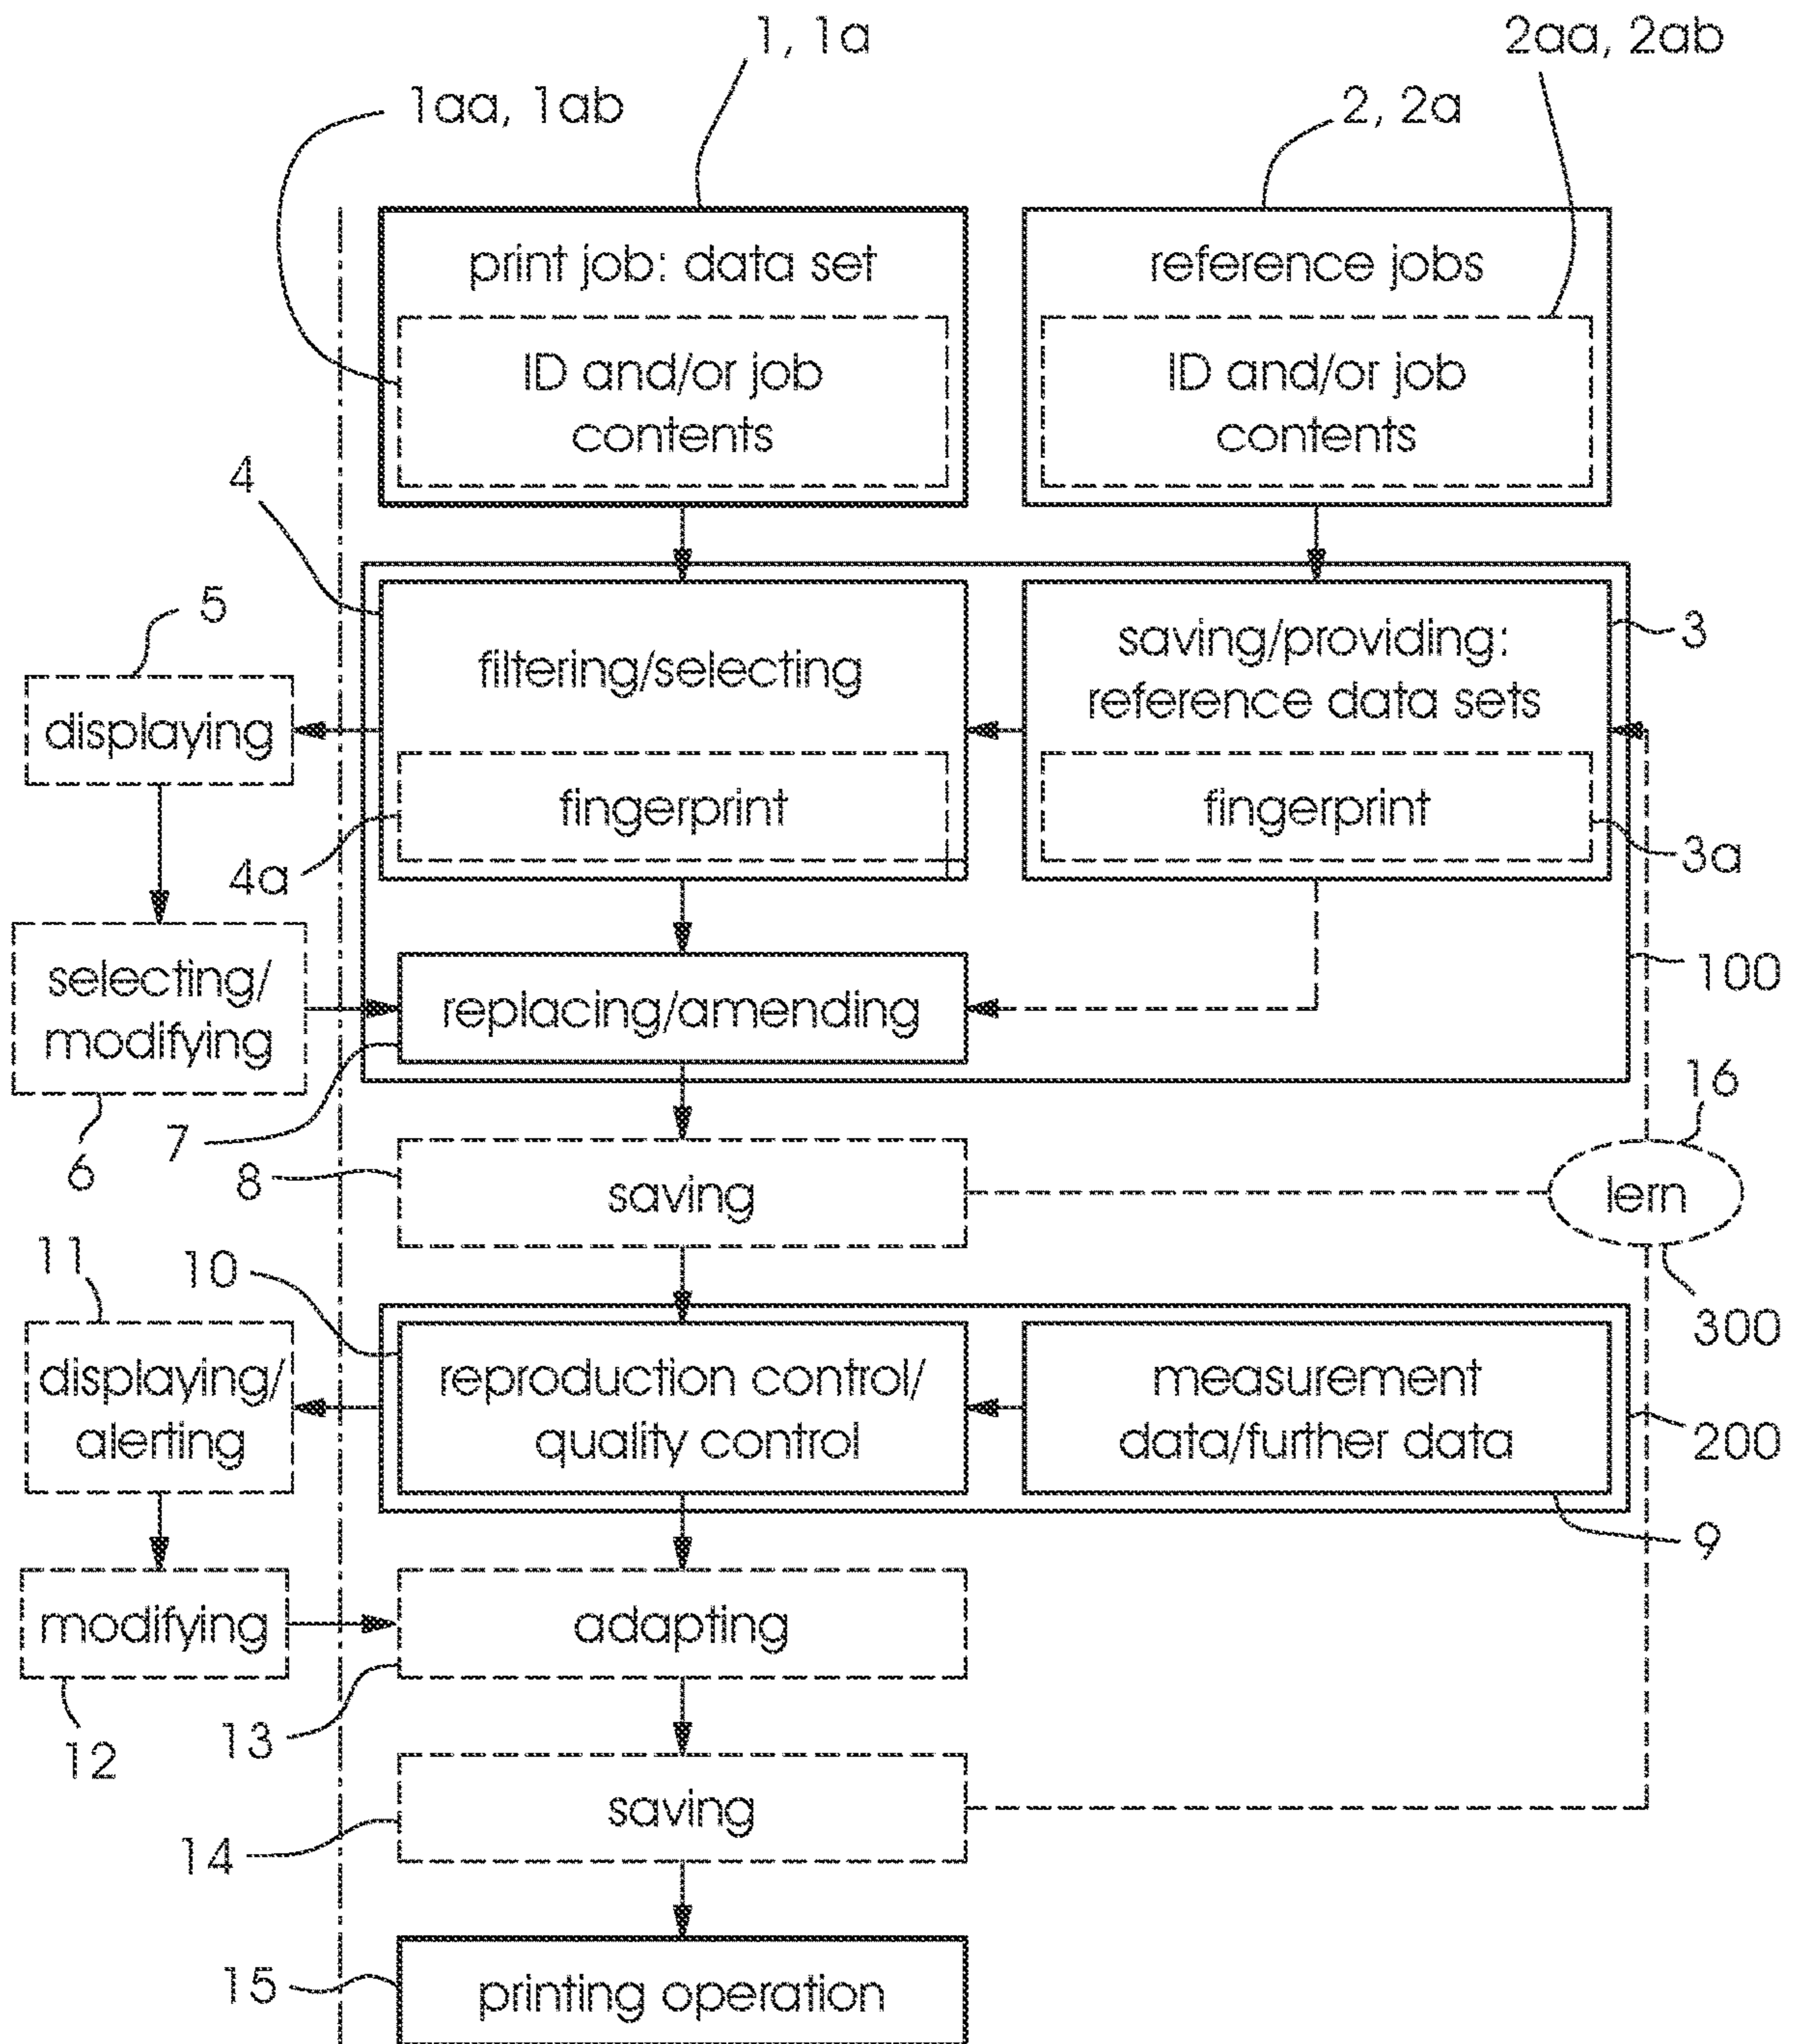 1, 1a
2aa, 2ab
1aa, 1ab
2, 2a
print job: data set
reference jobs
ID and/or job
contents
ID and/or job
contents
4
5
filtering/selecting
saving/providing:
reference data sets
3
displaying
fingerprint
fingerprint
4a
3a
selecting/
modifying
replacing/amending
100
6
7
16
8
saving
lern
11
10
300
displaying/
alerting
reproduction control/
quality control
measurement
data/further data
200
9
modifying
adapting
12
13
saving
14
15
printing operation